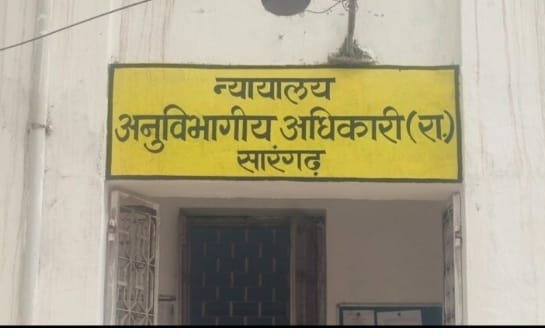 न्यायालय
अनुविभागीय अधिकारी (रा.)
सारंगढ़